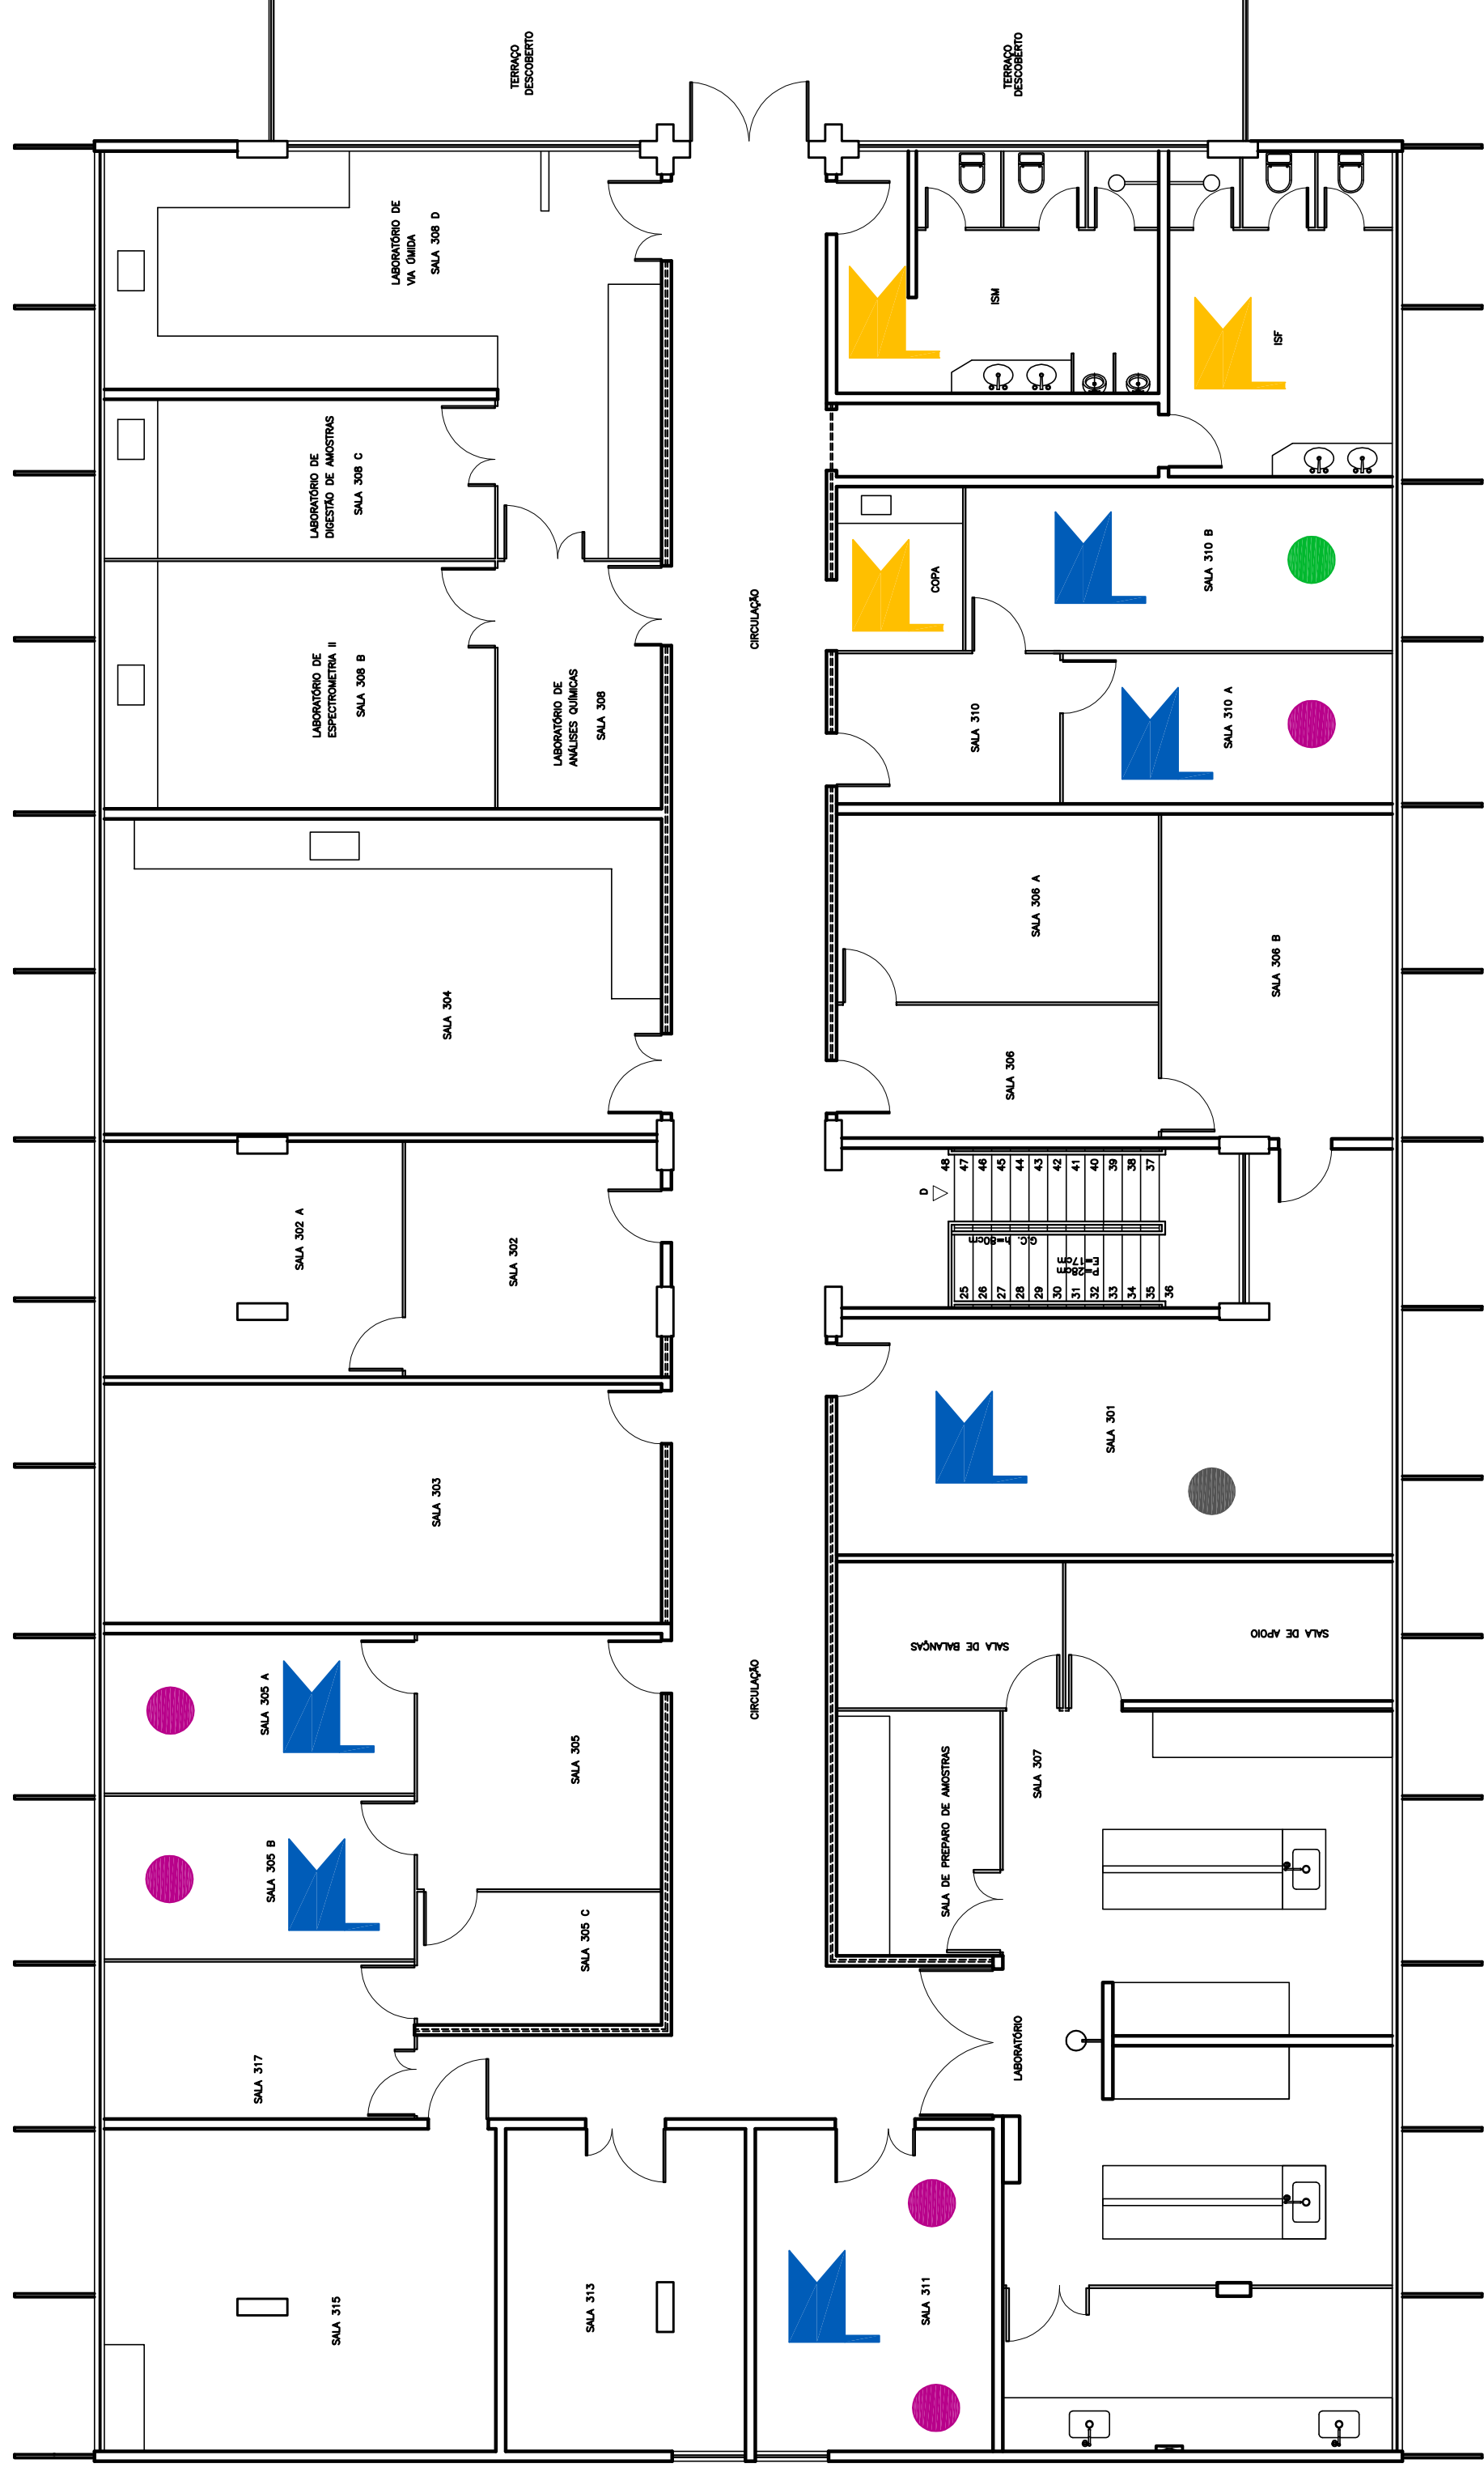 TERRAÇO
DESCOBERTO
TERRAÇO
DESCOBERTO
LABORATÓRIO DE
VIA ÚMIDA
SALA 308 D
ISM
ISF
LABORATÓRIO DE
DIGESTÃO DE AMOSTRAS
SALA 308 C
LABORATÓRIO DE
ESPECTROMETRIA II
SALA 308 B
LABORATÓRIO DE
ANÁLISES QUÍMICAS
SALA 308
CIRCULAÇÃO
COPA
SALA 310 B
SALA 310
SALA 310 A
SALA 304
SALA 306 A
SALA 306 B
SALA 306
SALA 302 A
SALA 302
D
48
47
46
45
44
43
42
41
40
39
38
37
G.C. h=90cm
P=28cm
E=17cm
25
26
27
28
29
30
31
32
33
34
35
36
SALA 301
SALA 303
SALA DE BALANÇAS
SALA DE APOIO
SALA 305 A
SALA 305
CIRCULAÇÃO
SALA DE PREPARO DE AMOSTRAS
SALA 307
SALA 305 B
SALA 305 C
LABORATÓRIO
SALA 317
SALA 315
SALA 313
SALA 311